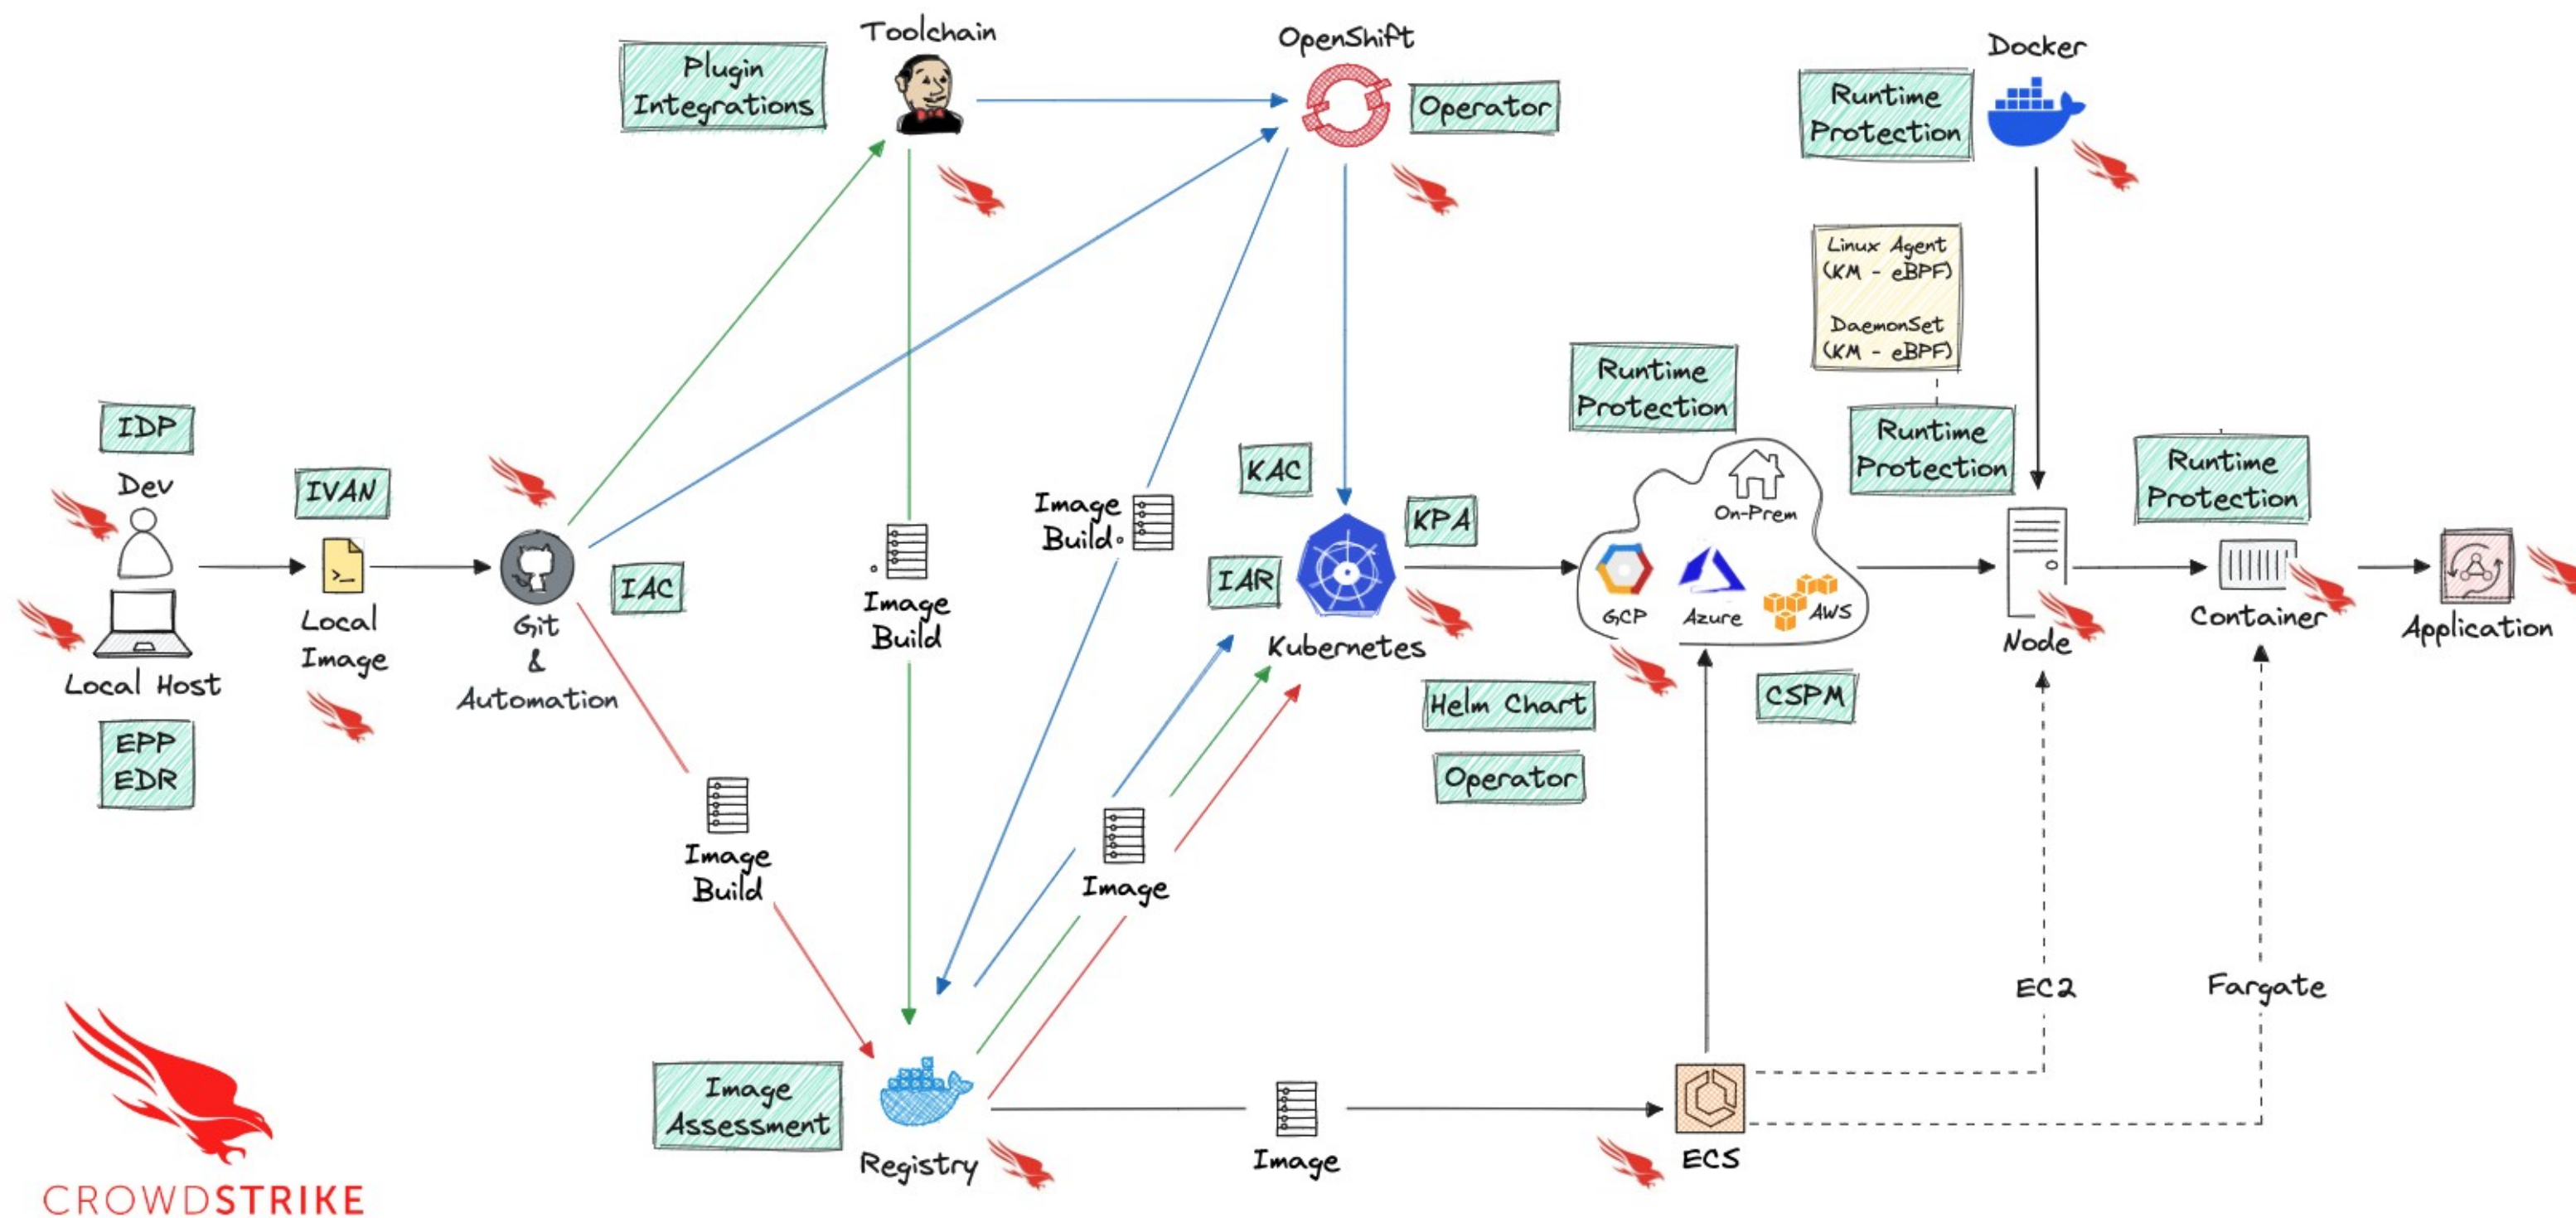 Toolchain
Plugin
Integrations
OpenShift
Operator
Docker
Runtime
Protection
Linux Agent
(KM - eBPF)
DaemonSet
(KM - eBPF)
Runtime
Protection
Runtime
Protection
Runtime
Protection
IDP
Dev
Local Host
EPP
EDR
IVAN
Local
Image
Git
&
Automation
IAC
Image
Build
Image
Build
Image
Build
KAC
IAR
KPA
Kubernetes
Helm Chart
Operator
On-Prem
GCP
Azure
AWS
CSPM
Node
Container
Application
Image
EC2
Fargate
Image
Assessment
Registry
Image
ECS
CROWDSTRIKE